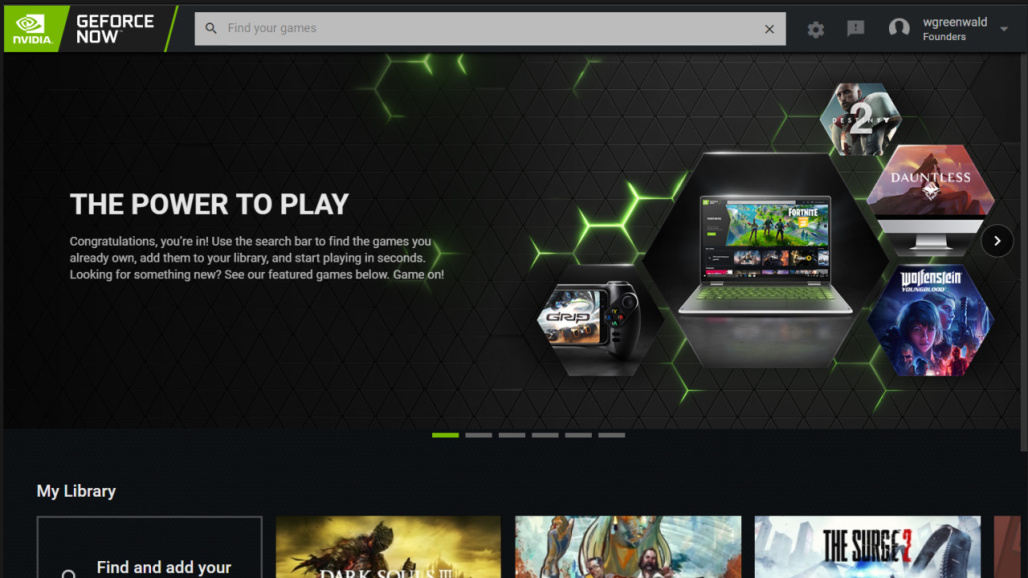 NVIDIA.
GEFORCE
NOW
Find your games
wgreenwald
Founders
THE POWER TO PLAY
Congratulations, you're in! Use the search bar to find the games you
already own, add them to your library, and start playing in seconds.
Looking for something new? See our featured games below. Game on!
DESTINY
2
DAUNTLESS
FORTNITE
GRIP
Wolfenstein
YOUNGBLOOD
My Library
Find and add your
DARK SOULS III
THE SURGE 2